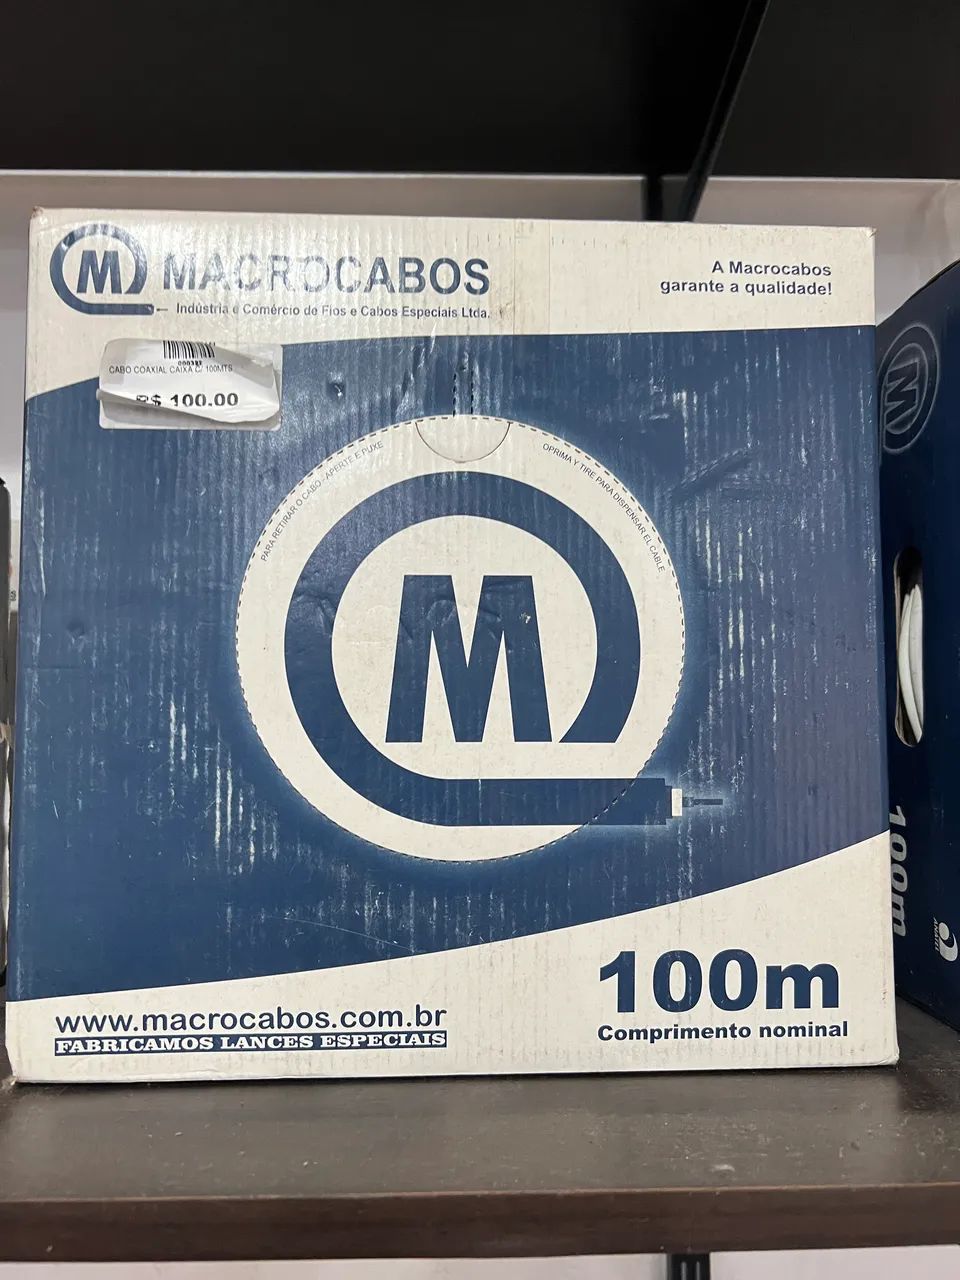 M MACROCABOS
Indústria e Comércio de Fios e Cabos Especiais Ltda.
A Macrocabos
garante a qualidade!
CABO COAXIAL CAIXA C/ 100MTS
R$ 100,00
PARA RETIRAR O CABO - APERTE E PUXE
OPRIMA Y TIRE PARA DISPENSAR EL CABLE
M
100m
Comprimento nominal
www.macrocabos.com.br
FABRICAMOS LANCES ESPECIAIS
M
100m
ANATEL